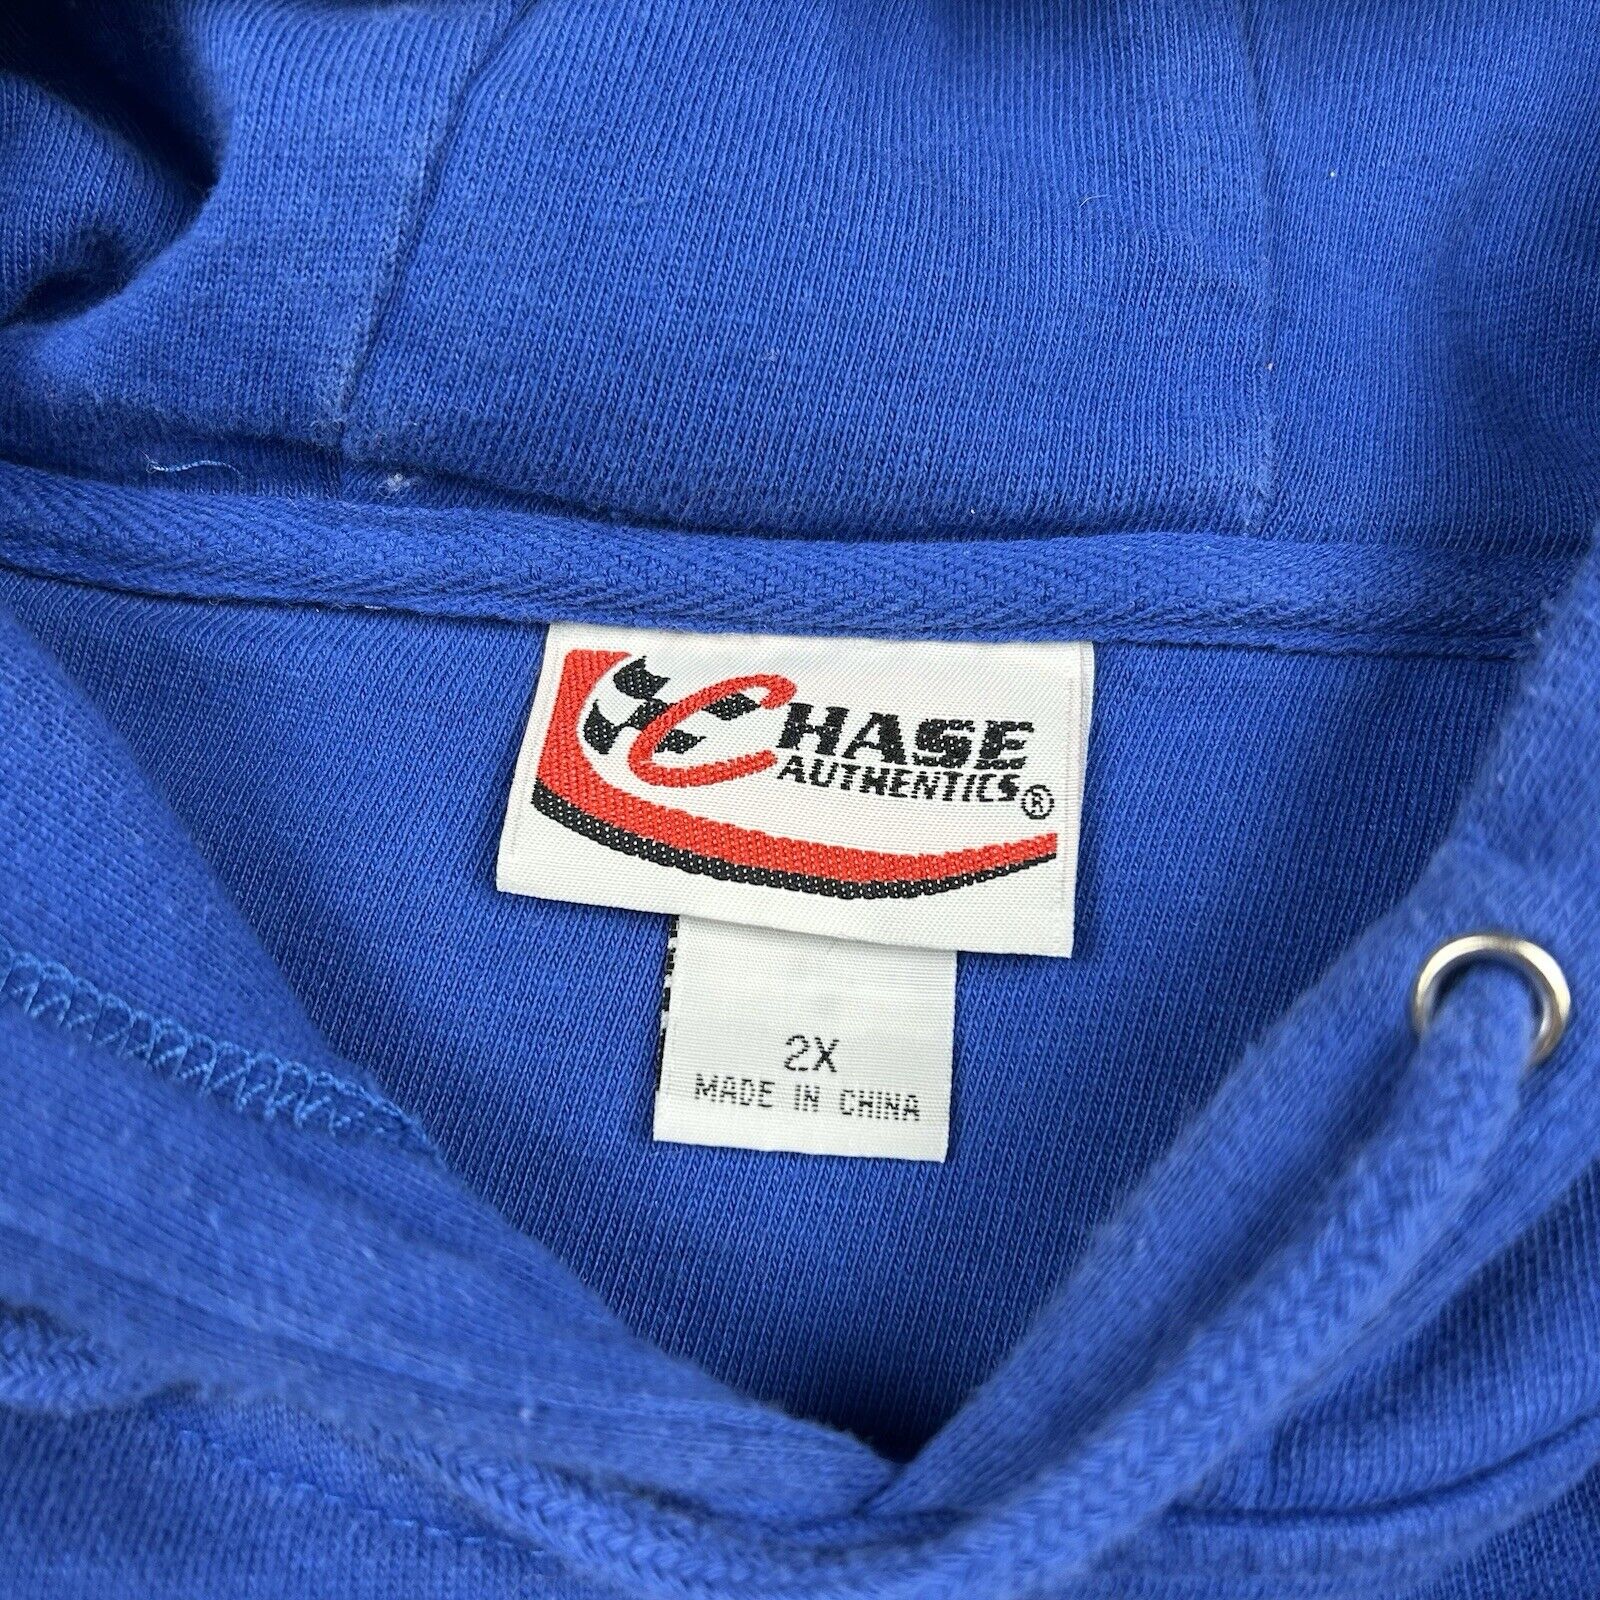 CHASE
AUTHENTICS®
2X
MADE IN CHINA